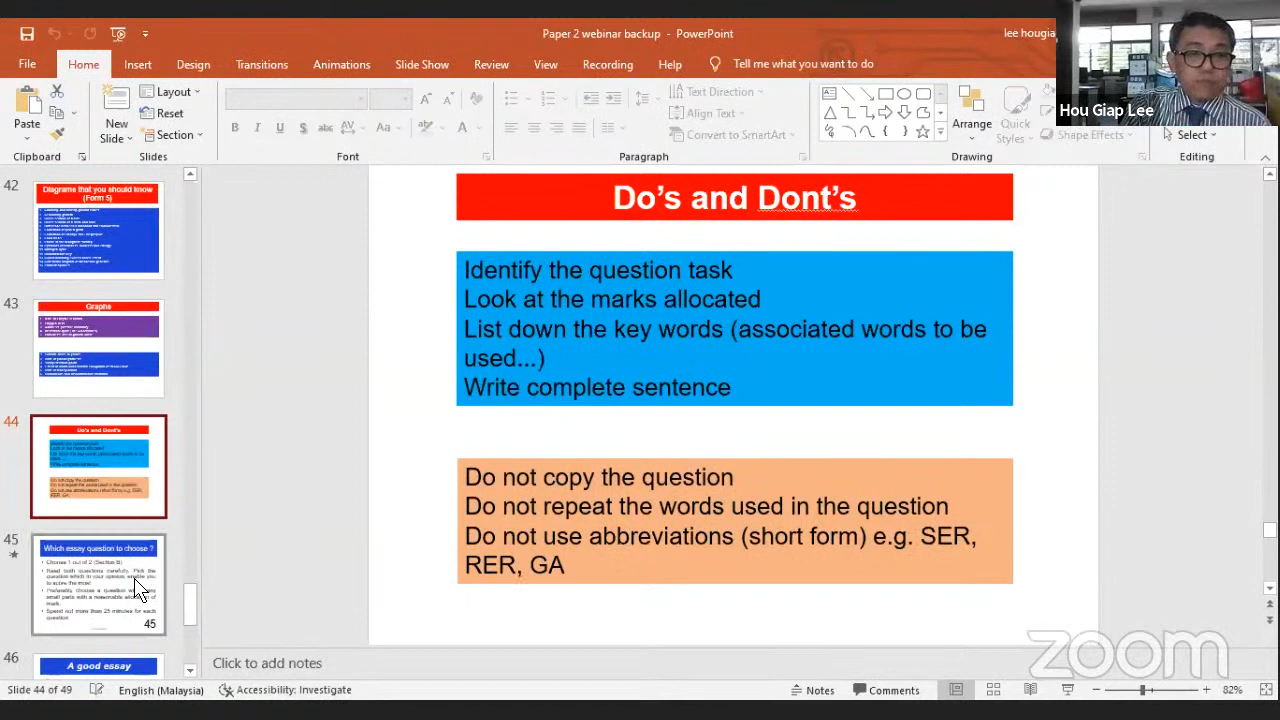 Paper 2 webinar backup - PowerPoint
lee hougia
File Home Insert Design Transitions Animations Slide Show Review View Recording Help Tell me what you want to do
Hou Giap Lee
Paste
New
Slide
Layout
Reset
Section
Text Direction
Align Text
Convert to SmartArt
Arrange
Quick
Styles
Shape Effects
Select
Clipboard Slides Font Paragraph Drawing Editing
42
Diagrams that you should know
(Form 5)
43
Graphs
44
Do's and Dont's
45
Which essay question to choose ?
Choose 1 out of 2 (Section B)
45
46
A good essay
Do's and Dont's
Identify the question task
Look at the marks allocated
List down the key words (associated words to be
used...)
Write complete sentence
Do not copy the question
Do not repeat the words used in the question
Do not use abbreviations (short form) e.g. SER,
RER, GA
zoom
Click to add notes
Slide 44 of 49 English (Malaysia) Accessibility: Investigate Notes Comments 82%